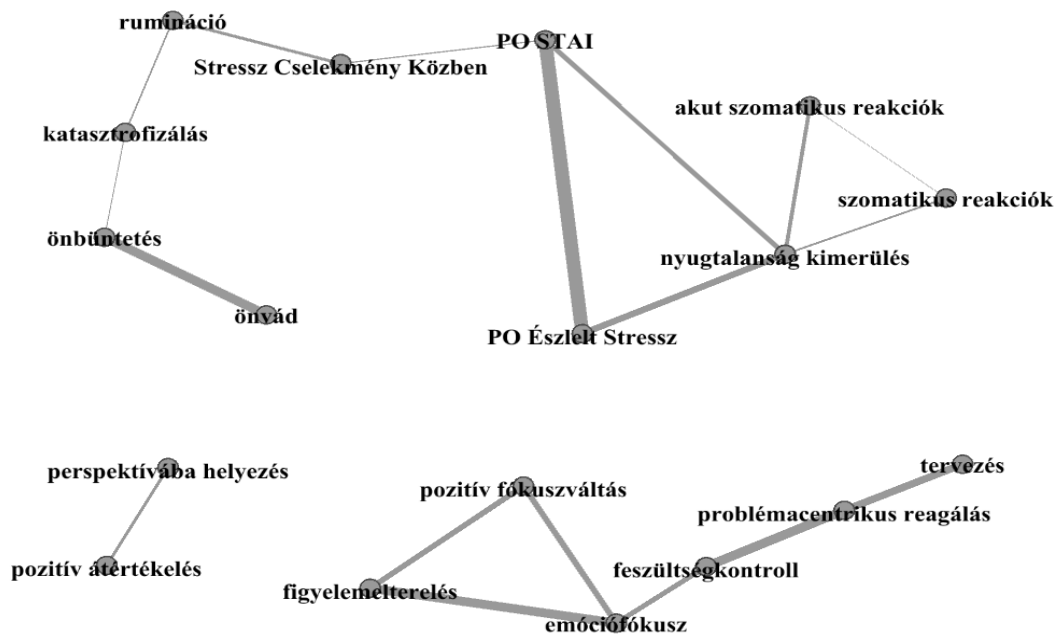 rumináció
PO STAI
Stressz Cselekmény Közben
akut szomatikus reakciók
katasztrofizálás
szomatikus reakciók
önbüntetés
nyugtalanság kimerülés
önvád
PO Észlelt Stressz
perspektívába helyezés
tervezés
pozitív fókuszváltás
problémacentrikus reagálás
pozitív átértékelés
feszültségkontroll
figyelemelterelés
emóciófókusz